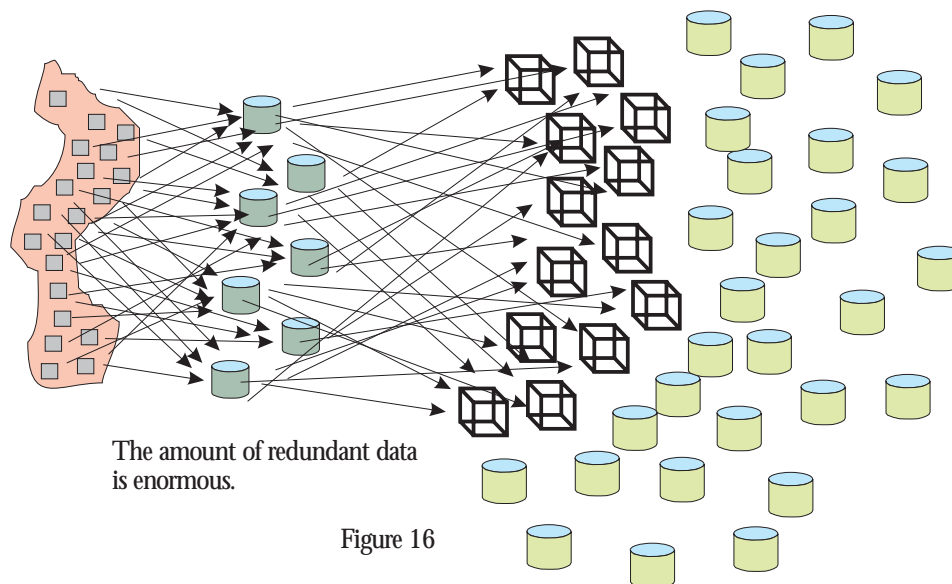 The amount of redundant data
is enormous.
Figure 16